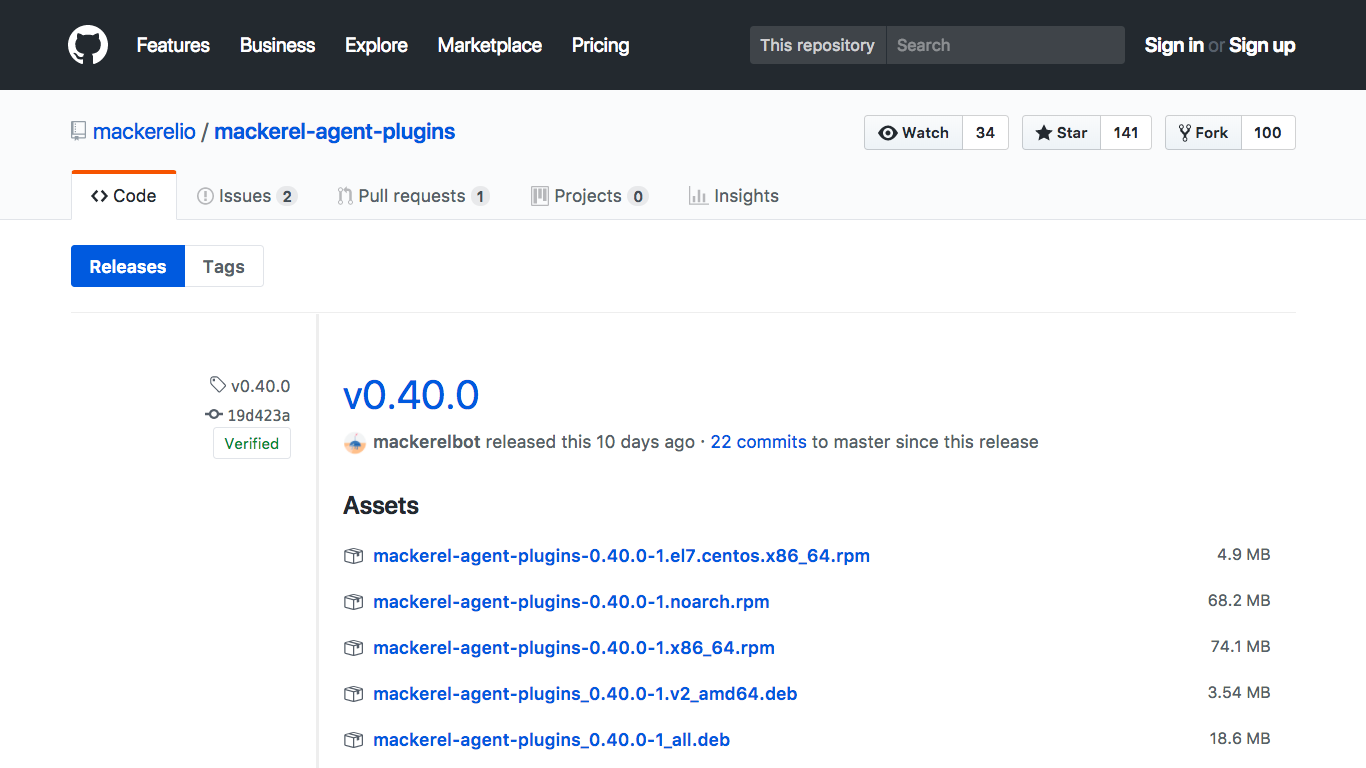 Features Business Explore Marketplace Pricing This repository Search Sign in or Sign up
mackerelio / mackerel-agent-plugins Watch 34 Star 141 Fork 100
Code Issues 2 Pull requests 1 Projects 0 Insights
Releases Tags
v0.40.0
19d423a
Verified
v0.40.0
mackerelbot released this 10 days ago · 22 commits to master since this release
Assets
mackerel-agent-plugins-0.40.0-1.el7.centos.x86_64.rpm 4.9 MB
mackerel-agent-plugins-0.40.0-1.noarch.rpm 68.2 MB
mackerel-agent-plugins-0.40.0-1.x86_64.rpm 74.1 MB
mackerel-agent-plugins_0.40.0-1.v2_amd64.deb 3.54 MB
mackerel-agent-plugins_0.40.0-1_all.deb 18.6 MB